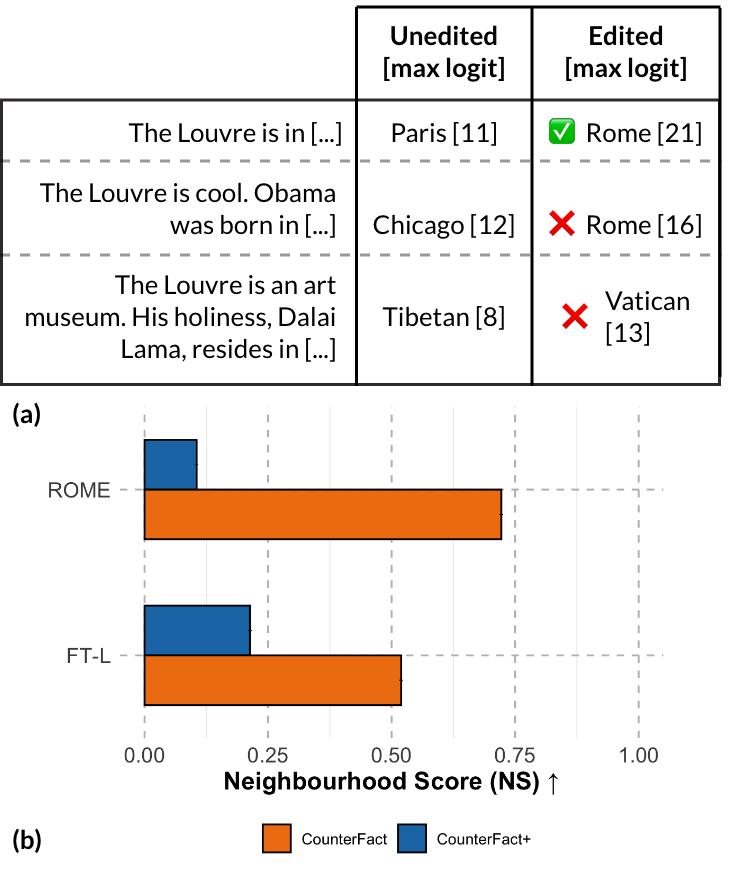 Unedited
[max logit]
Edited
[max logit]
The Louvre is in [...]
Paris [11]
✅ Rome [21]
The Louvre is cool. Obama
was born in [...]
Chicago [12]
❌ Rome [16]
The Louvre is an art
museum. His holiness, Dalai
Lama, resides in [...]
Tibetan [8]
❌ Vatican
[13]
(a)
ROME
FT-L
0.00 0.25 0.50 0.75 1.00
Neighbourhood Score (NS) ↑
(b)
CounterFact CounterFact+